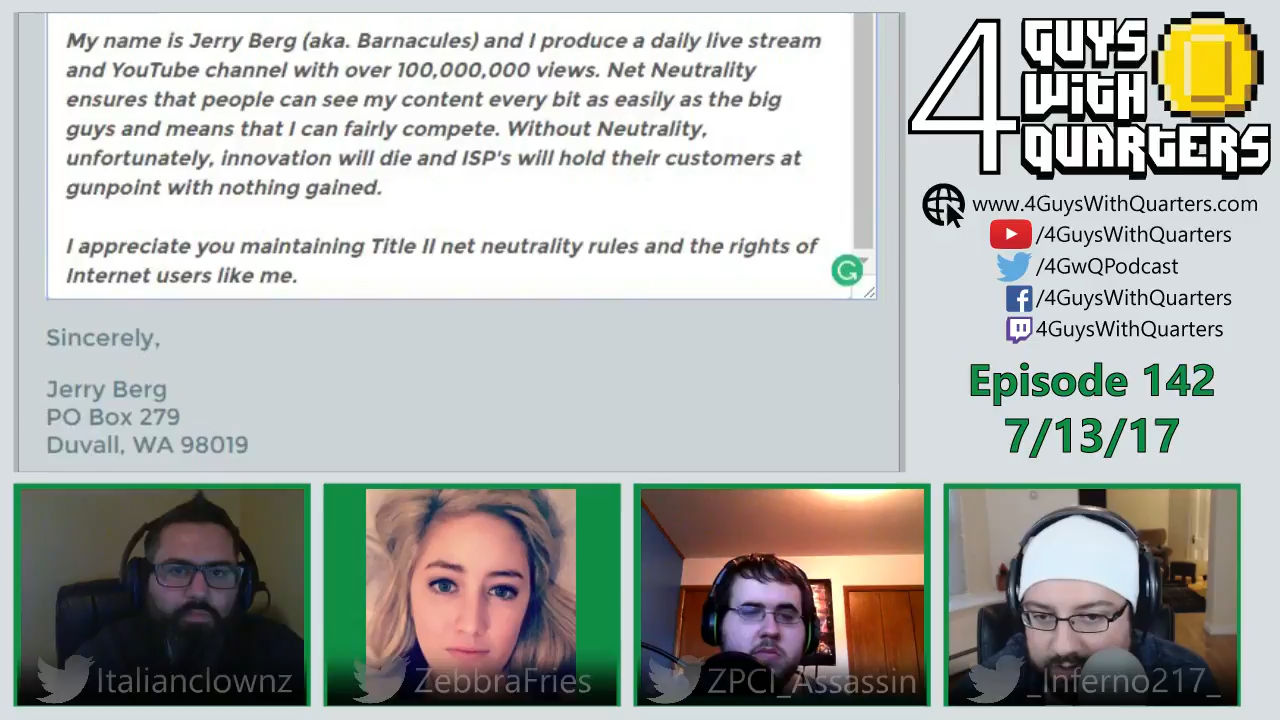 My name is Jerry Berg (aka. Barnacules) and I produce a daily live stream
and YouTube channel with over 100,000,000 views. Net Neutrality
ensures that people can see my content every bit as easily as the big
guys and means that I can fairly compete. Without Neutrality,
unfortunately, innovation will die and ISP's will hold their customers at
gunpoint with nothing gained.
I appreciate you maintaining Title II net neutrality rules and the rights of
Internet users like me.
Sincerely,
Jerry Berg
PO Box 279
Duvall, WA 98019
4 GUYS
WITH
QUARTERS
www.4GuysWithQuarters.com
/4GuysWithQuarters
/4GwQPodcast
/4GuysWithQuarters
4GuysWithQuarters
Episode 142
7/13/17
Italianclownz
ZebbraFries
ZPCI_Assassin
_Inferno217_